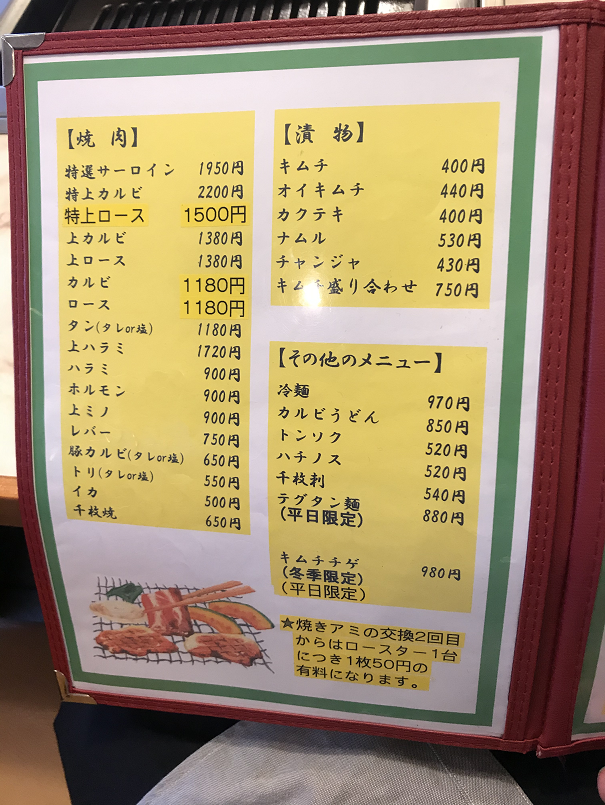 【焼 肉】
特選サーロイン 1950円
特上カルビ 2200円
特上ロース 1500円
上カルビ 1380円
上ロース 1380円
カルビ 1180円
ロース 1180円
タン(タレor塩) 1180円
上ハラミ 1720円
ハラミ 900円
ホルモン 900円
上ミノ 900円
レバー 750円
豚カルビ(タレor塩) 650円
トリ(タレor塩) 550円
イカ 500円
千枚焼 650円
【漬 物】
キムチ 400円
オイキムチ 440円
カクテキ 400円
ナムル 530円
チャンジャ 430円
キムチ盛り合わせ 750円
【その他のメニュー】
冷麺 970円
カルビうどん 850円
トンソク 520円
ハチノス 520円
千枚刺 540円
テグタン麺 880円
(平日限定)
キムチチゲ 980円
(冬季限定)
(平日限定)
★焼きアミの交換2回目
からはロースター1台
につき1枚50円の
有料になります。